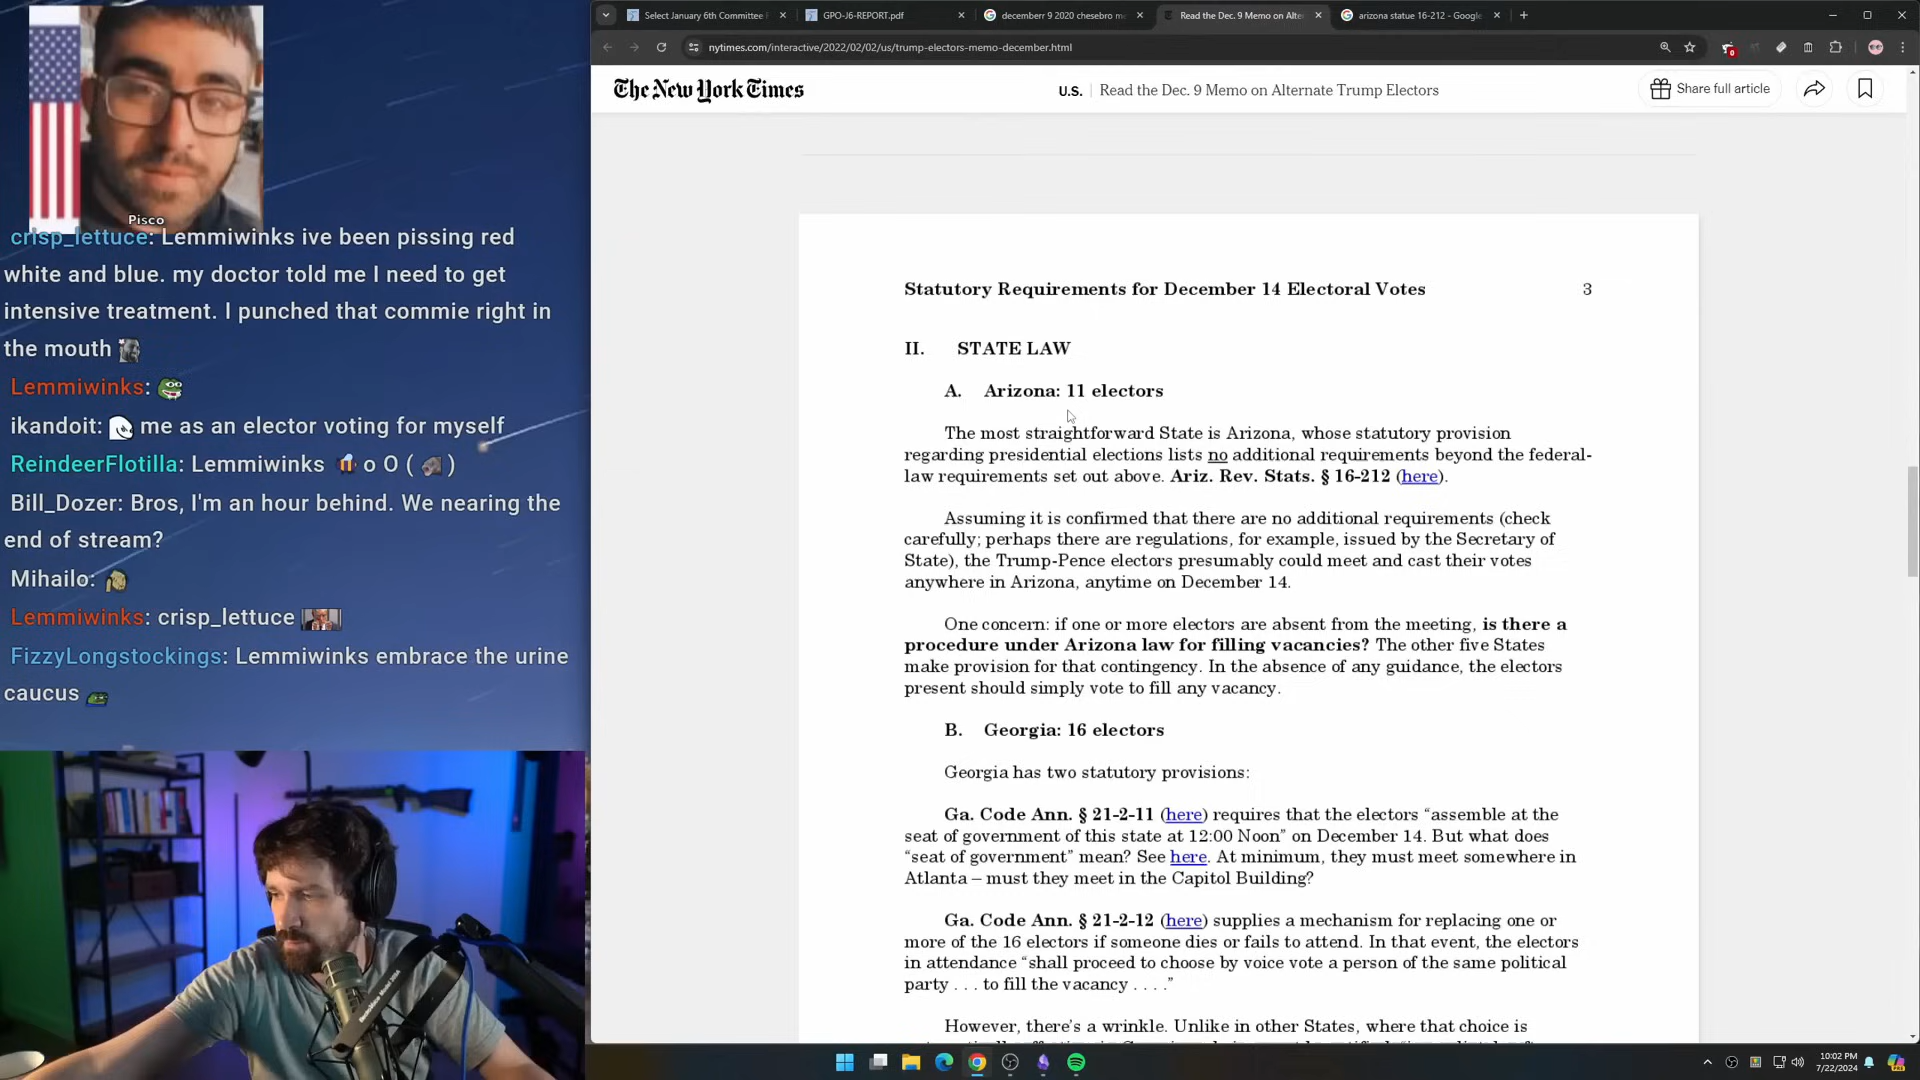 Select January 6th Committee F
GPO-J6-REPORT.pdf
decemberr 9 2020 chesebro me
Read the Dec. 9 Memo on Alter
arizona statue 16-212 - Google
nytimes.com/interactive/2022/02/02/us/trump-electors-memo-december.html
0
The New York Times
U.S. | Read the Dec. 9 Memo on Alternate Trump Electors
Share full article
Pisco
crisp_lettuce: Lemmiwinks ive been pissing red
white and blue. my doctor told me I need to get
intensive treatment. I punched that commie right in
the mouth
Lemmiwinks:
ikandoit: me as an elector voting for myself
ReindeerFlotilla: Lemmiwinks o O ( )
Bill_Dozer: Bros, I'm an hour behind. We nearing the
end of stream?
Mihailo:
Lemmiwinks: crisp_lettuce
FizzyLongstockings: Lemmiwinks embrace the urine
caucus
Statutory Requirements for December 14 Electoral Votes 3
II. STATE LAW
A. Arizona: 11 electors
The most straightforward State is Arizona, whose statutory provision
regarding presidential elections lists no additional requirements beyond the federal-
law requirements set out above. Ariz. Rev. Stats. § 16-212 (here).
Assuming it is confirmed that there are no additional requirements (check
carefully; perhaps there are regulations, for example, issued by the Secretary of
State), the Trump-Pence electors presumably could meet and cast their votes
anywhere in Arizona, anytime on December 14.
One concern: if one or more electors are absent from the meeting, is there a
procedure under Arizona law for filling vacancies? The other five States
make provision for that contingency. In the absence of any guidance, the electors
present should simply vote to fill any vacancy.
B. Georgia: 16 electors
Georgia has two statutory provisions:
Ga. Code Ann. § 21-2-11 (here) requires that the electors “assemble at the
seat of government of this state at 12:00 Noon” on December 14. But what does
“seat of government” mean? See here. At minimum, they must meet somewhere in
Atlanta – must they meet in the Capitol Building?
Ga. Code Ann. § 21-2-12 (here) supplies a mechanism for replacing one or
more of the 16 electors if someone dies or fails to attend. In that event, the electors
in attendance “shall proceed to choose by voice vote a person of the same political
party . . . to fill the vacancy . . . .”
However, there’s a wrinkle. Unlike in other States, where that choice is
10:02 PM
7/22/2024